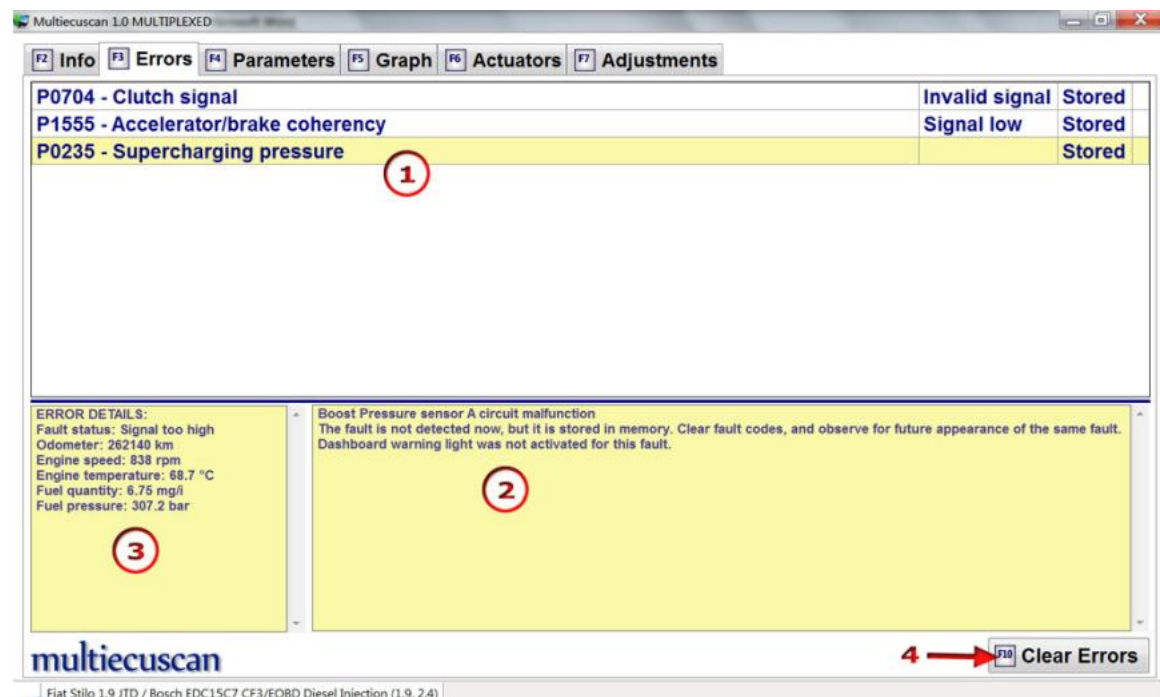 Multiecuscan 1.0 MULTIPLEXED
F2 Info F3 Errors F4 Parameters F5 Graph F6 Actuators F7 Adjustments
P0704 - Clutch signal Invalid signal Stored
P1555 - Accelerator/brake coherency Signal low Stored
P0235 - Supercharging pressure Stored
1
ERROR DETAILS:
Fault status: Signal too high
Odometer: 262140 km
Engine speed: 838 rpm
Engine temperature: 68.7 °C
Fuel quantity: 6.75 mg/i
Fuel pressure: 307.2 bar
3
Boost Pressure sensor A circuit malfunction
The fault is not detected now, but it is stored in memory. Clear fault codes, and observe for future appearance of the same fault.
Dashboard warning light was not activated for this fault.
2
multiecuscan
4 F10 Clear Errors
Fiat Stilo 1.9 JTD / Bosch EDC15C7 CF3/EOBD Diesel Injection (1.9, 2.4)